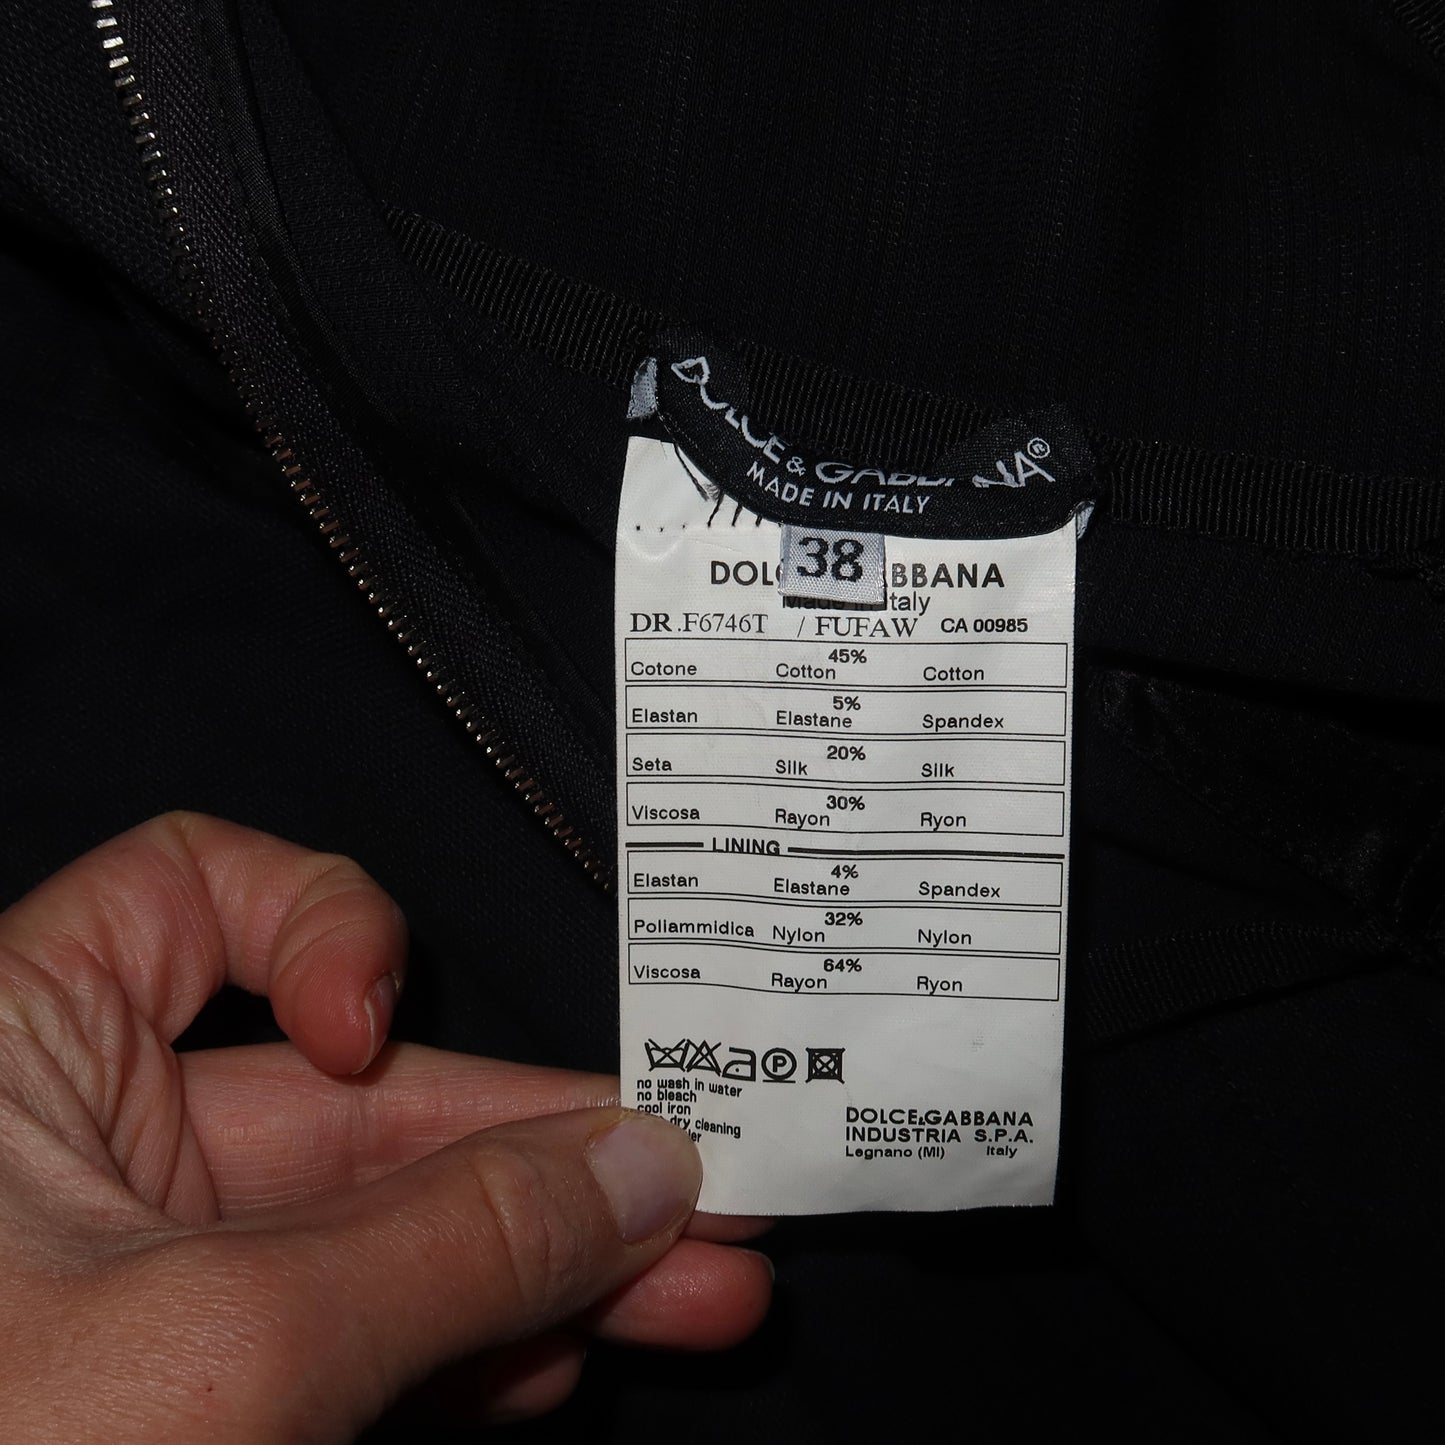 DOLCE & GABBANA®
MADE IN ITALY
38
Made in Italy
DR .F6746T / FUFAW CA 00985
45%
Cotone Cotton Cotton
5%
Elastan Elastane Spandex
20%
Seta Silk Silk
30%
Viscosa Rayon Ryon
LINING
4%
Elastan Elastane Spandex
32%
Poliammidica Nylon Nylon
64%
Viscosa Rayon Ryon
P
no wash in water
no bleach
cool iron
dry cleaning
DOLCE&GABBANA
INDUSTRIA S.P.A.
Legnano (MI) Italy